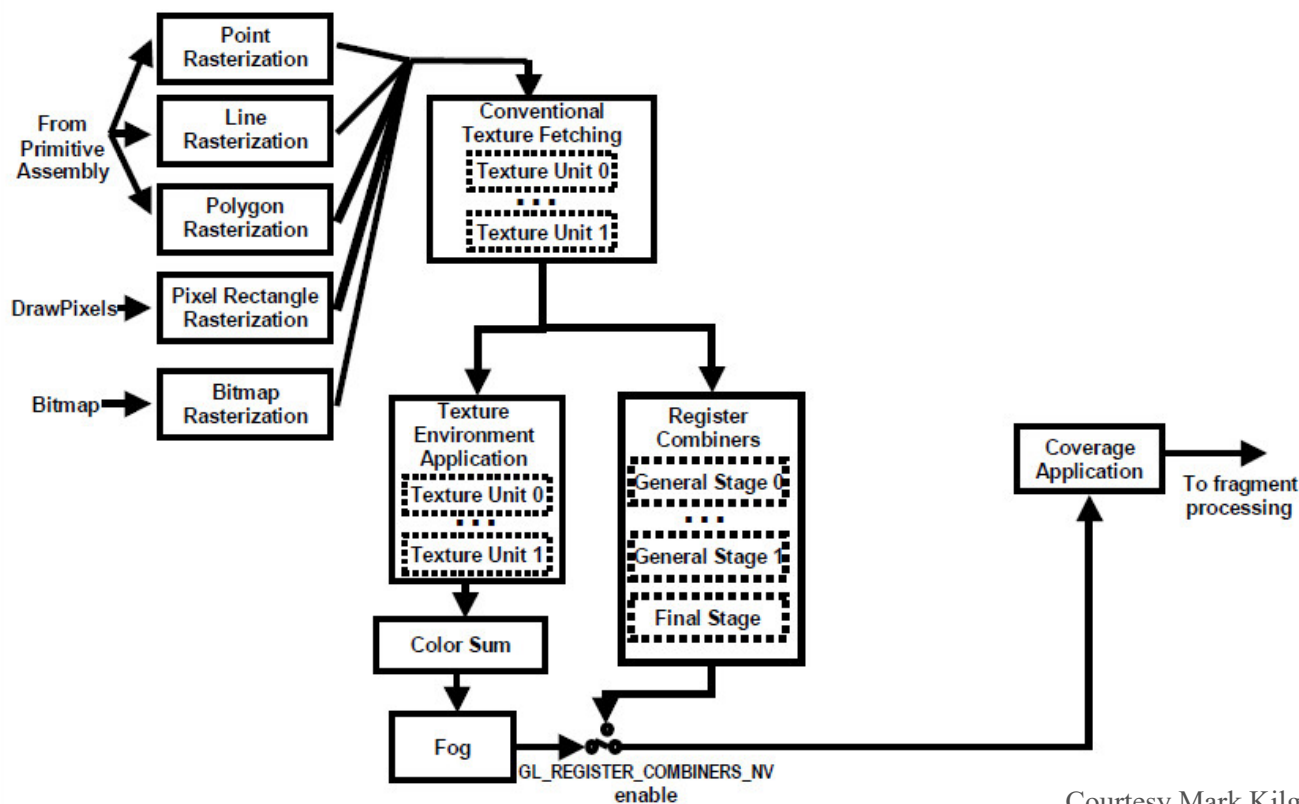 Point
Rasterization
Line
Rasterization
From
Primitive
Assembly
Polygon
Rasterization
DrawPixels
Pixel Rectangle
Rasterization
Bitmap
Bitmap
Rasterization
Conventional
Texture Fetching
Texture Unit 0
...
Texture Unit 1
Texture
Environment
Application
Texture Unit 0
...
Texture Unit 1
Color Sum
Fog
Register
Combiners
General Stage 0
...
General Stage 1
Final Stage
GL_REGISTER_COMBINERS_NV
enable
Coverage
Application
To fragment
processing
Courtesy Mark Kilg